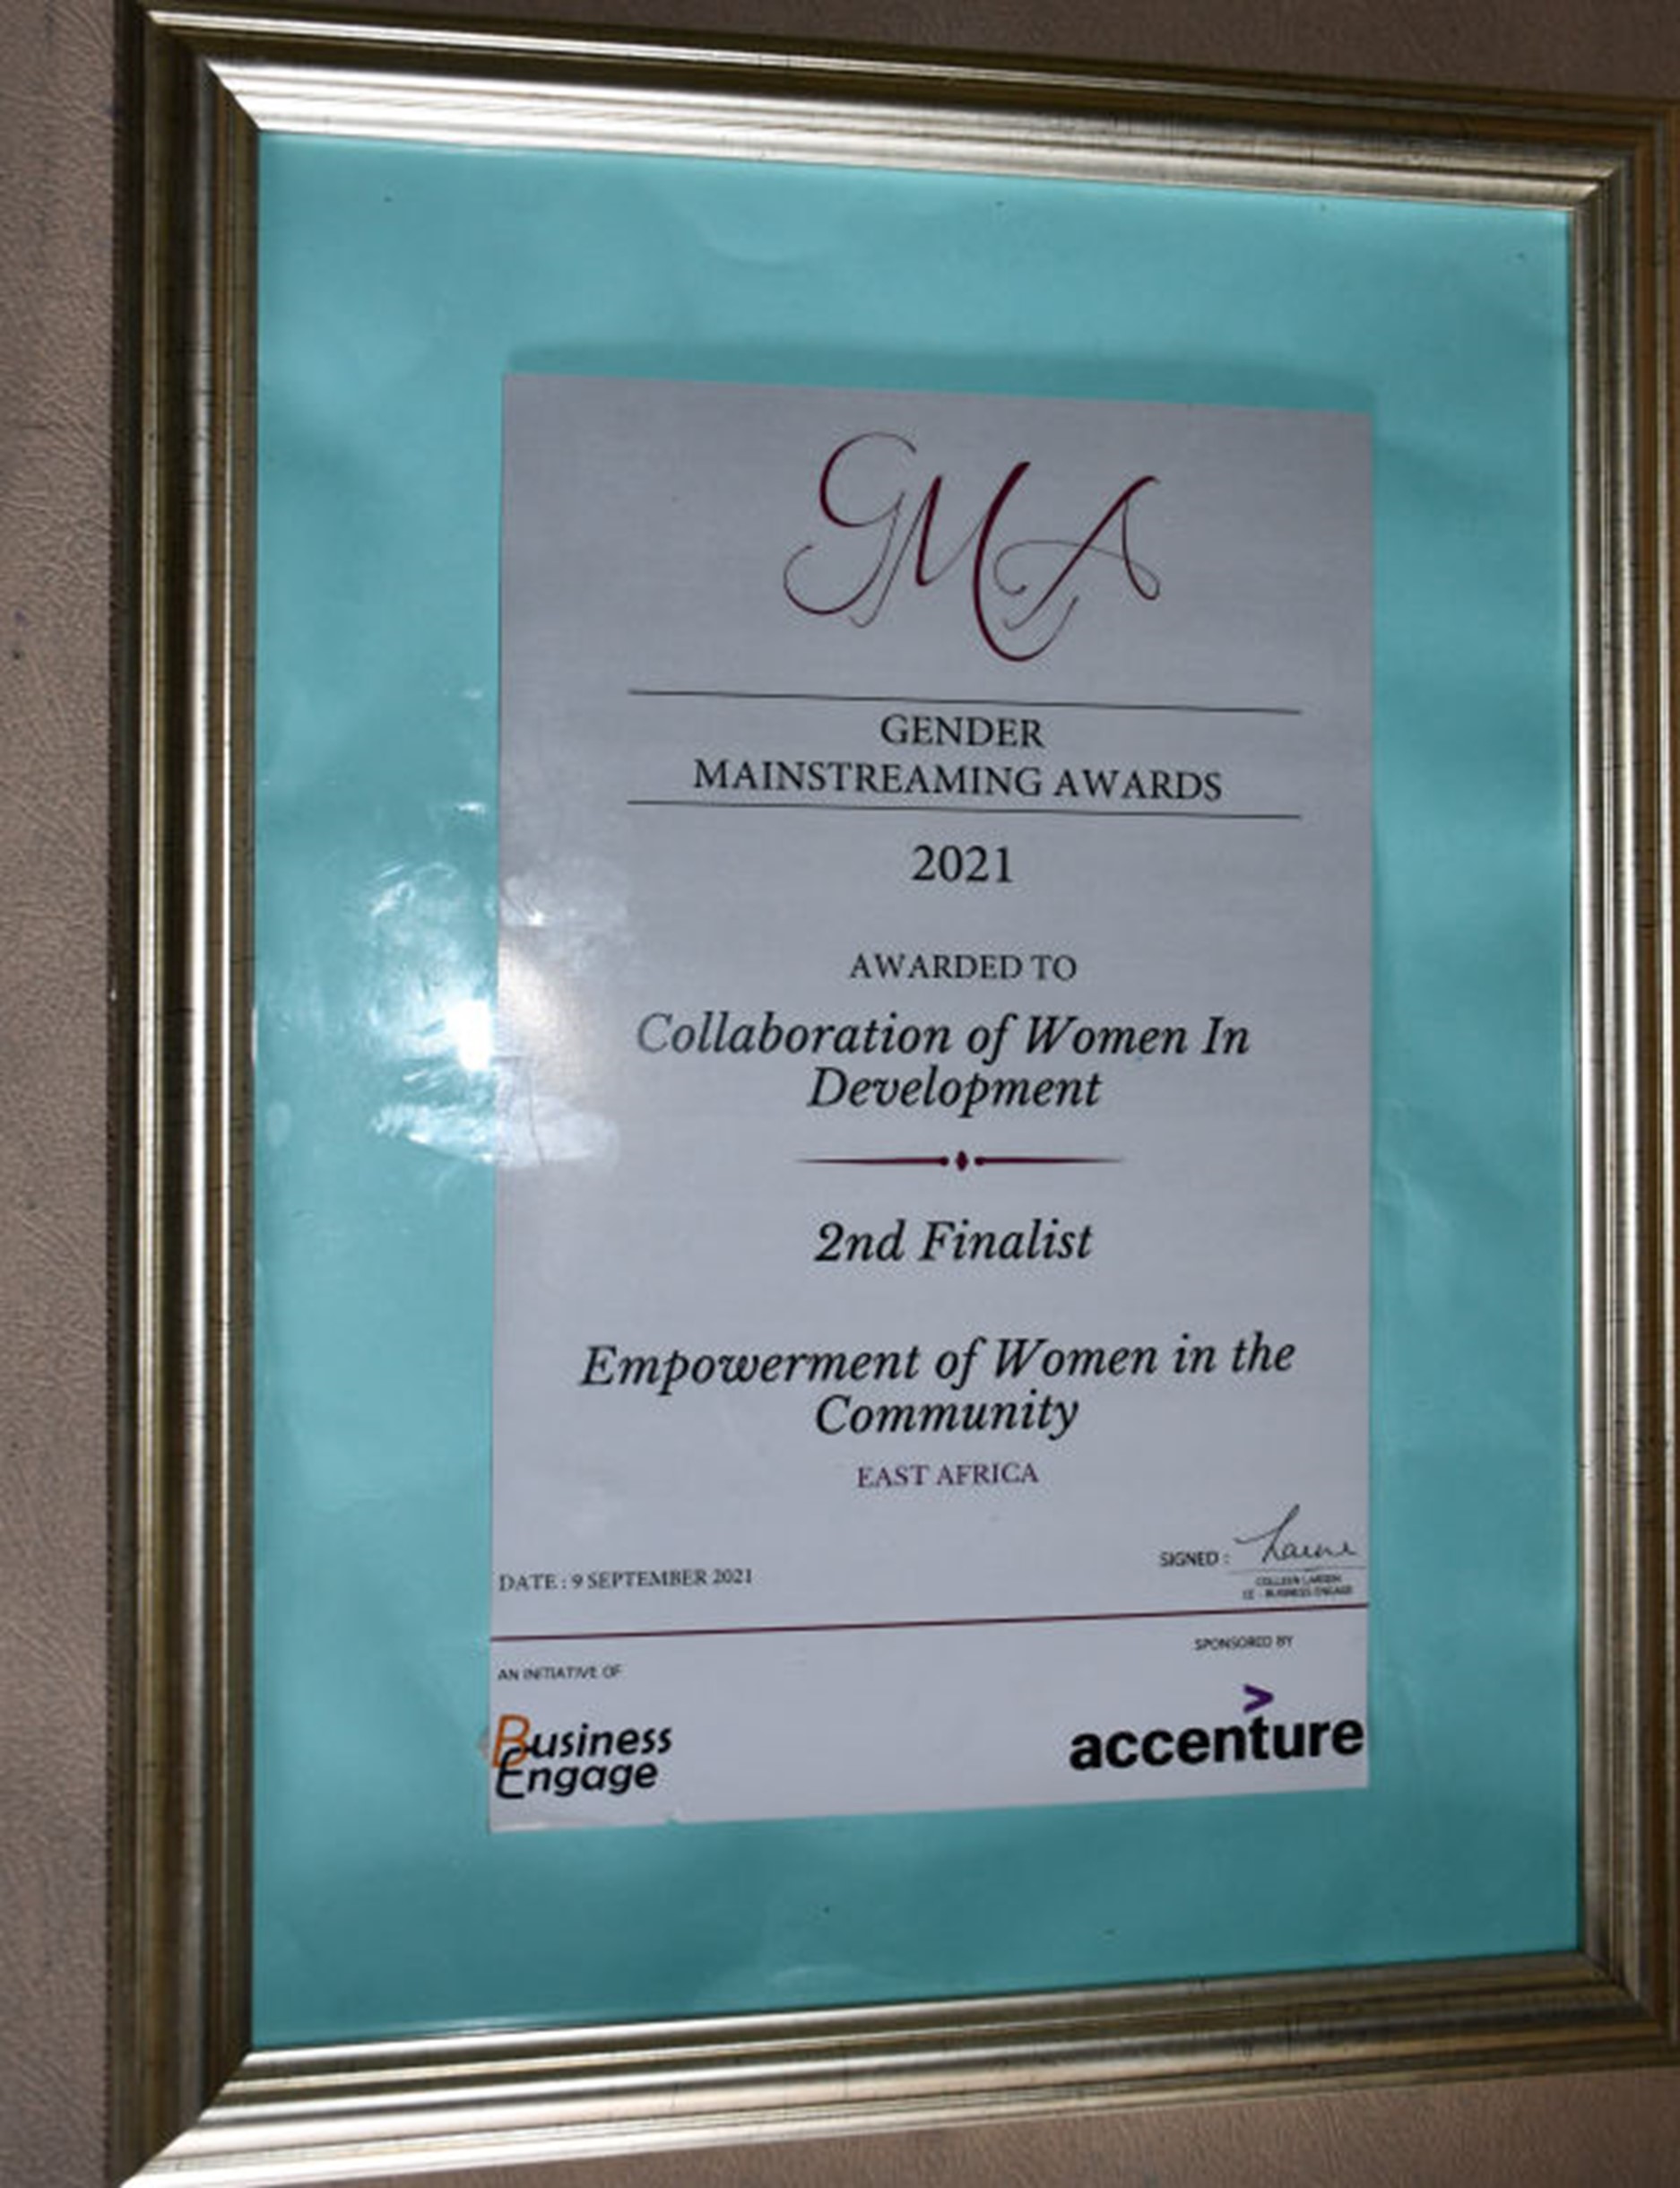 GMA
GENDER
MAINSTREAMING AWARDS
2021
AWARDED TO
Collaboration of Women In
Development
2nd Finalist
Empowerment of Women in the
Community
EAST AFRICA
DATE : 9 SEPTEMBER 2021
SIGNED :
COLLEEN LARSEN
- BUSINESS ENGAGE
AN INITIATIVE OF
Business
Engage
SPONSORED BY
accenture